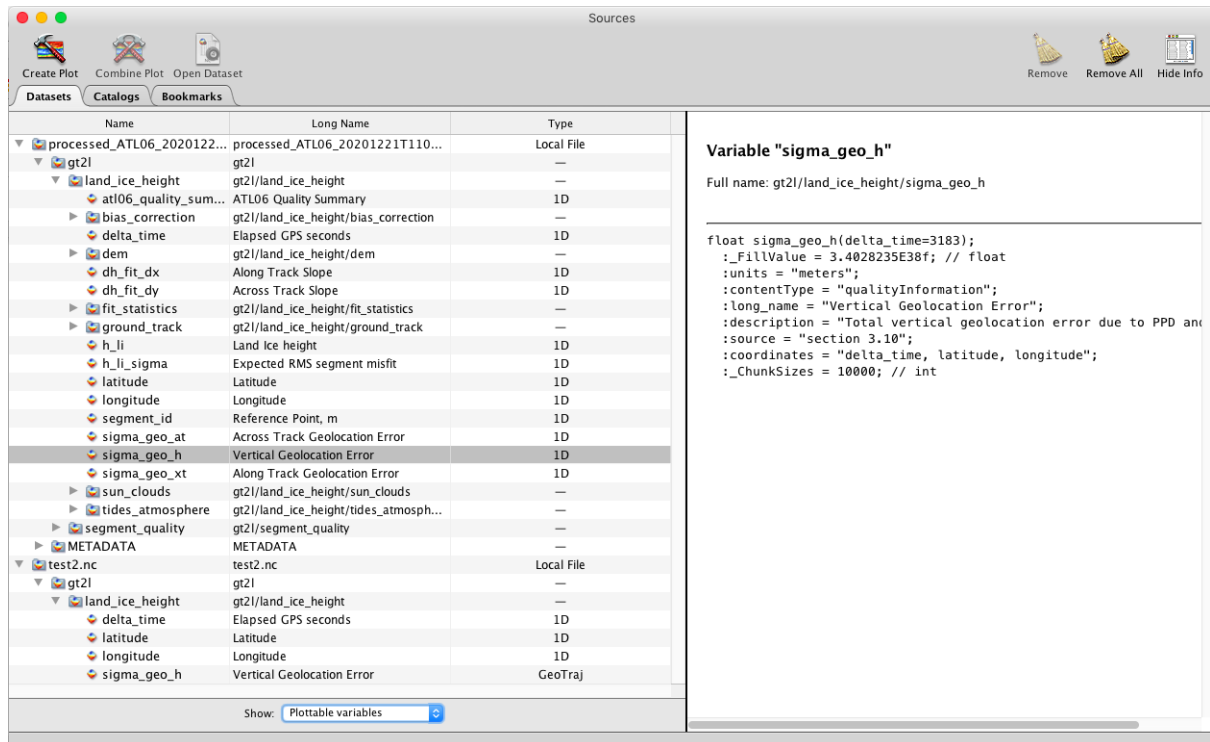 Sources
Create Plot Combine Plot Open Dataset Remove Remove All Hide Info
Datasets Catalogs Bookmarks
Name Long Name Type
processed_ATL06_2020122... processed_ATL06_20201221T110... Local File
gt2l gt2l —
land_ice_height gt2l/land_ice_height —
atl06_quality_sum... ATL06 Quality Summary 1D
bias_correction gt2l/land_ice_height/bias_correction —
delta_time Elapsed GPS seconds 1D
dem gt2l/land_ice_height/dem —
dh_fit_dx Along Track Slope 1D
dh_fit_dy Across Track Slope 1D
fit_statistics gt2l/land_ice_height/fit_statistics —
ground_track gt2l/land_ice_height/ground_track —
h_li Land Ice height 1D
h_li_sigma Expected RMS segment misfit 1D
latitude Latitude 1D
longitude Longitude 1D
segment_id Reference Point, m 1D
sigma_geo_at Across Track Geolocation Error 1D
sigma_geo_h Vertical Geolocation Error 1D
sigma_geo_xt Along Track Geolocation Error 1D
sun_clouds gt2l/land_ice_height/sun_clouds —
tides_atmosphere gt2l/land_ice_height/tides_atmosph... —
segment_quality gt2l/segment_quality —
METADATA METADATA —
test2.nc test2.nc Local File
gt2l gt2l —
land_ice_height gt2l/land_ice_height —
delta_time Elapsed GPS seconds 1D
latitude Latitude 1D
longitude Longitude 1D
sigma_geo_h Vertical Geolocation Error GeoTraj
Show: Plottable variables
Variable "sigma_geo_h"
Full name: gt2l/land_ice_height/sigma_geo_h
float sigma_geo_h(delta_time=3183);
:_FillValue = 3.4028235E38f; // float
:units = "meters";
:contentType = "qualityInformation";
:long_name = "Vertical Geolocation Error";
:description = "Total vertical geolocation error due to PPD and
:source = "section 3.10";
:coordinates = "delta_time, latitude, longitude";
:_ChunkSizes = 10000; // int